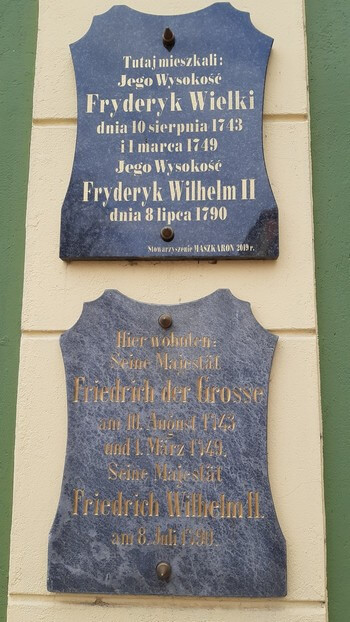 Tutaj mieszkali:
Jego Wysokość
Fryderyk Wielki
dnia 10 sierpnia 1743
i 1 marca 1749
Jego Wysokość
Fryderyk Wilhelm II
dnia 8 lipca 1790
Stowarzyszenie MASZKARON 2019 r.
Hier wohnten:
Seine Majestät
Friedrich der Grosse
am 10. August 1743
und 1. März 1749.
Seine Majestät
Friedrich Wilhelm II.
am 8. Juli 1790.